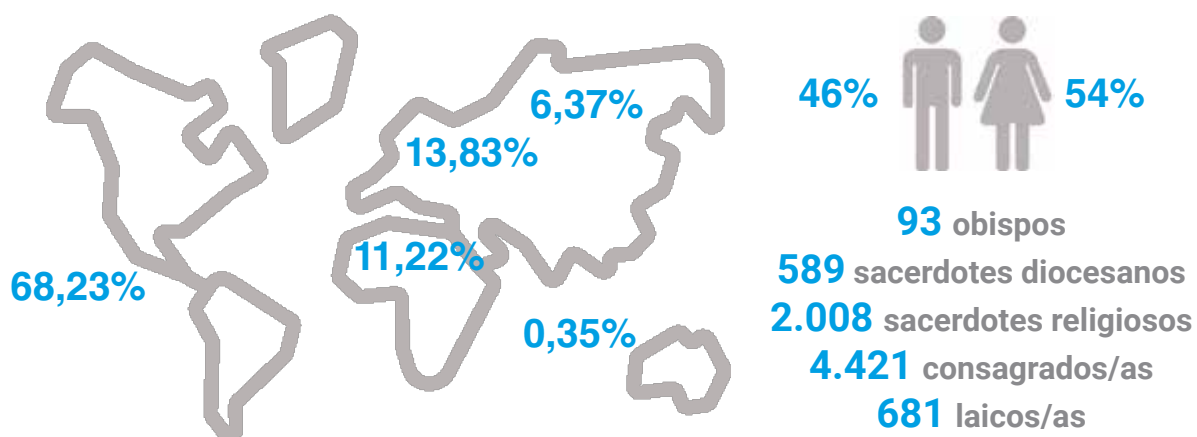 6,37%
13,83%
11,22%
68,23%
0,35%
46%
54%
93 obispos
589 sacerdotes diocesanos
2.008 sacerdotes religiosos
4.421 consagrados/as
681 laicos/as